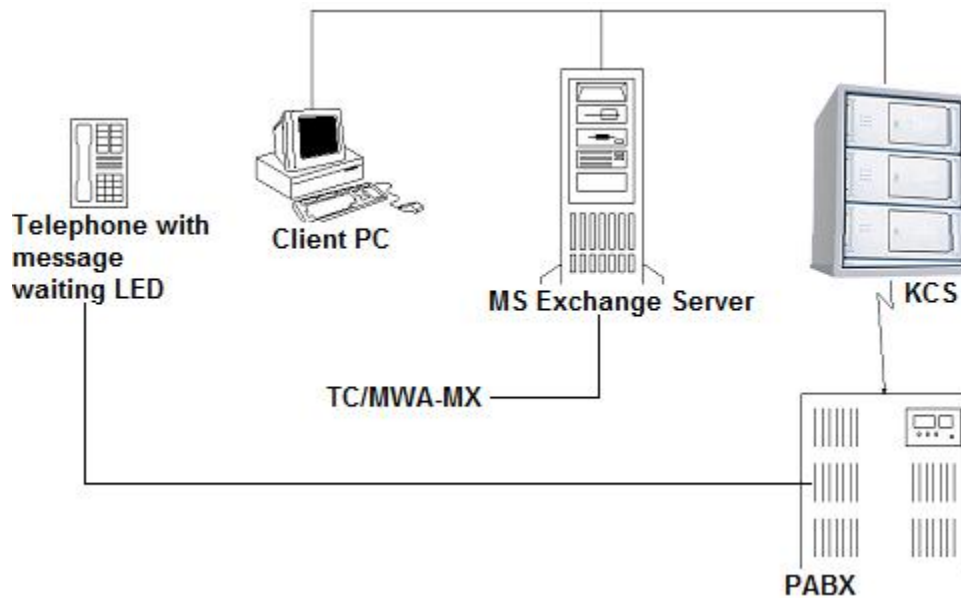 Telephone with
message
waiting LED
Client PC
MS Exchange Server
KCS
TC/MWA-MX
PABX